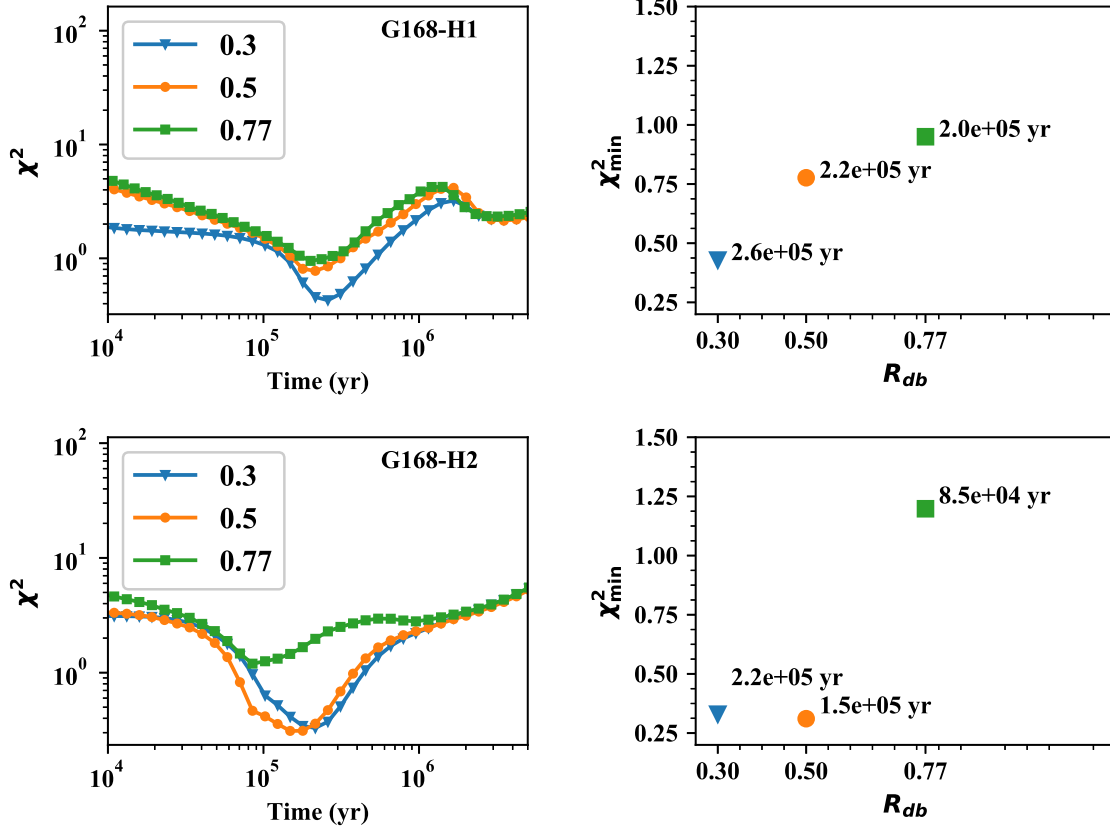 G168-H1
0.3
0.5
0.77
10²
10¹
10⁰
χ²
10⁴ 10⁵ 10⁶
Time (yr)
1.50
1.25
1.00
0.75
0.50
0.25
χ²min
2.0e+05 yr
2.2e+05 yr
2.6e+05 yr
0.30 0.50 0.77
R_db
G168-H2
0.3
0.5
0.77
10²
10¹
10⁰
χ²
10⁴ 10⁵ 10⁶
Time (yr)
1.50
1.25
1.00
0.75
0.50
0.25
χ²min
8.5e+04 yr
2.2e+05 yr
1.5e+05 yr
0.30 0.50 0.77
R_db